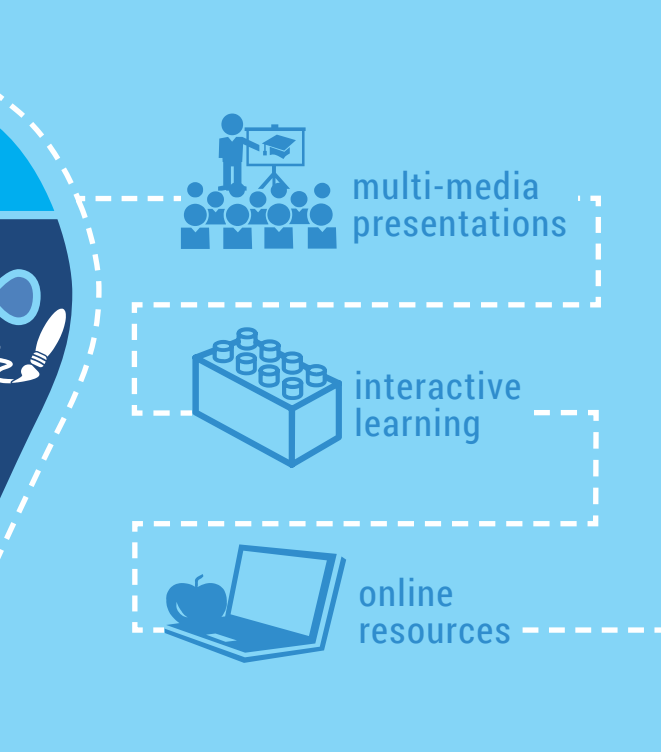 multi-media
presentations
interactive
learning
online
resources